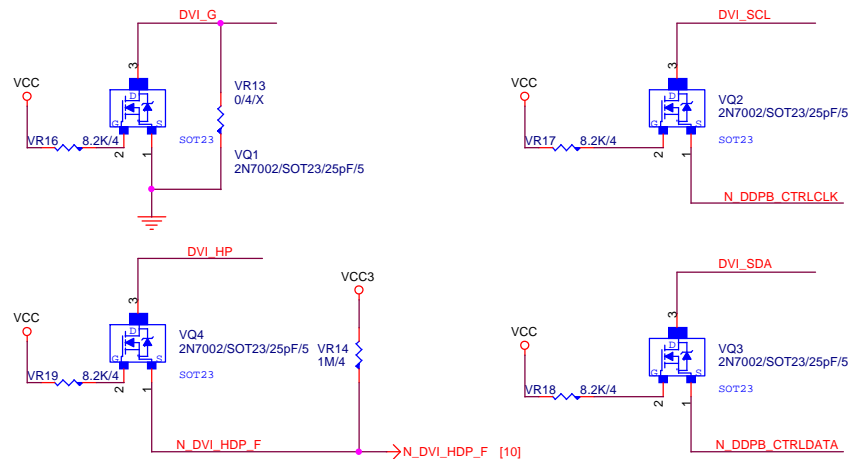 DVI_G
VCC
3
D
G
S
VR16
8.2K/4
2
1
SOT23
VR13
0/4/X
VQ1
2N7002/SOT23/25pF/5
DVI_SCL
VCC
3
D
G
S
VR17
8.2K/4
2
1
VQ2
2N7002/SOT23/25pF/5
SOT23
N_DDPB_CTRLCLK
DVI_HP
VCC
3
D
G
S
VR19
8.2K/4
2
1
VQ4
2N7002/SOT23/25pF/5
SOT23
VCC3
VR14
1M/4
N_DVI_HDP_F
N_DVI_HDP_F [10]
DVI_SDA
VCC
3
D
G
S
VR18
8.2K/4
2
1
VQ3
2N7002/SOT23/25pF/5
SOT23
N_DDPB_CTRLDATA